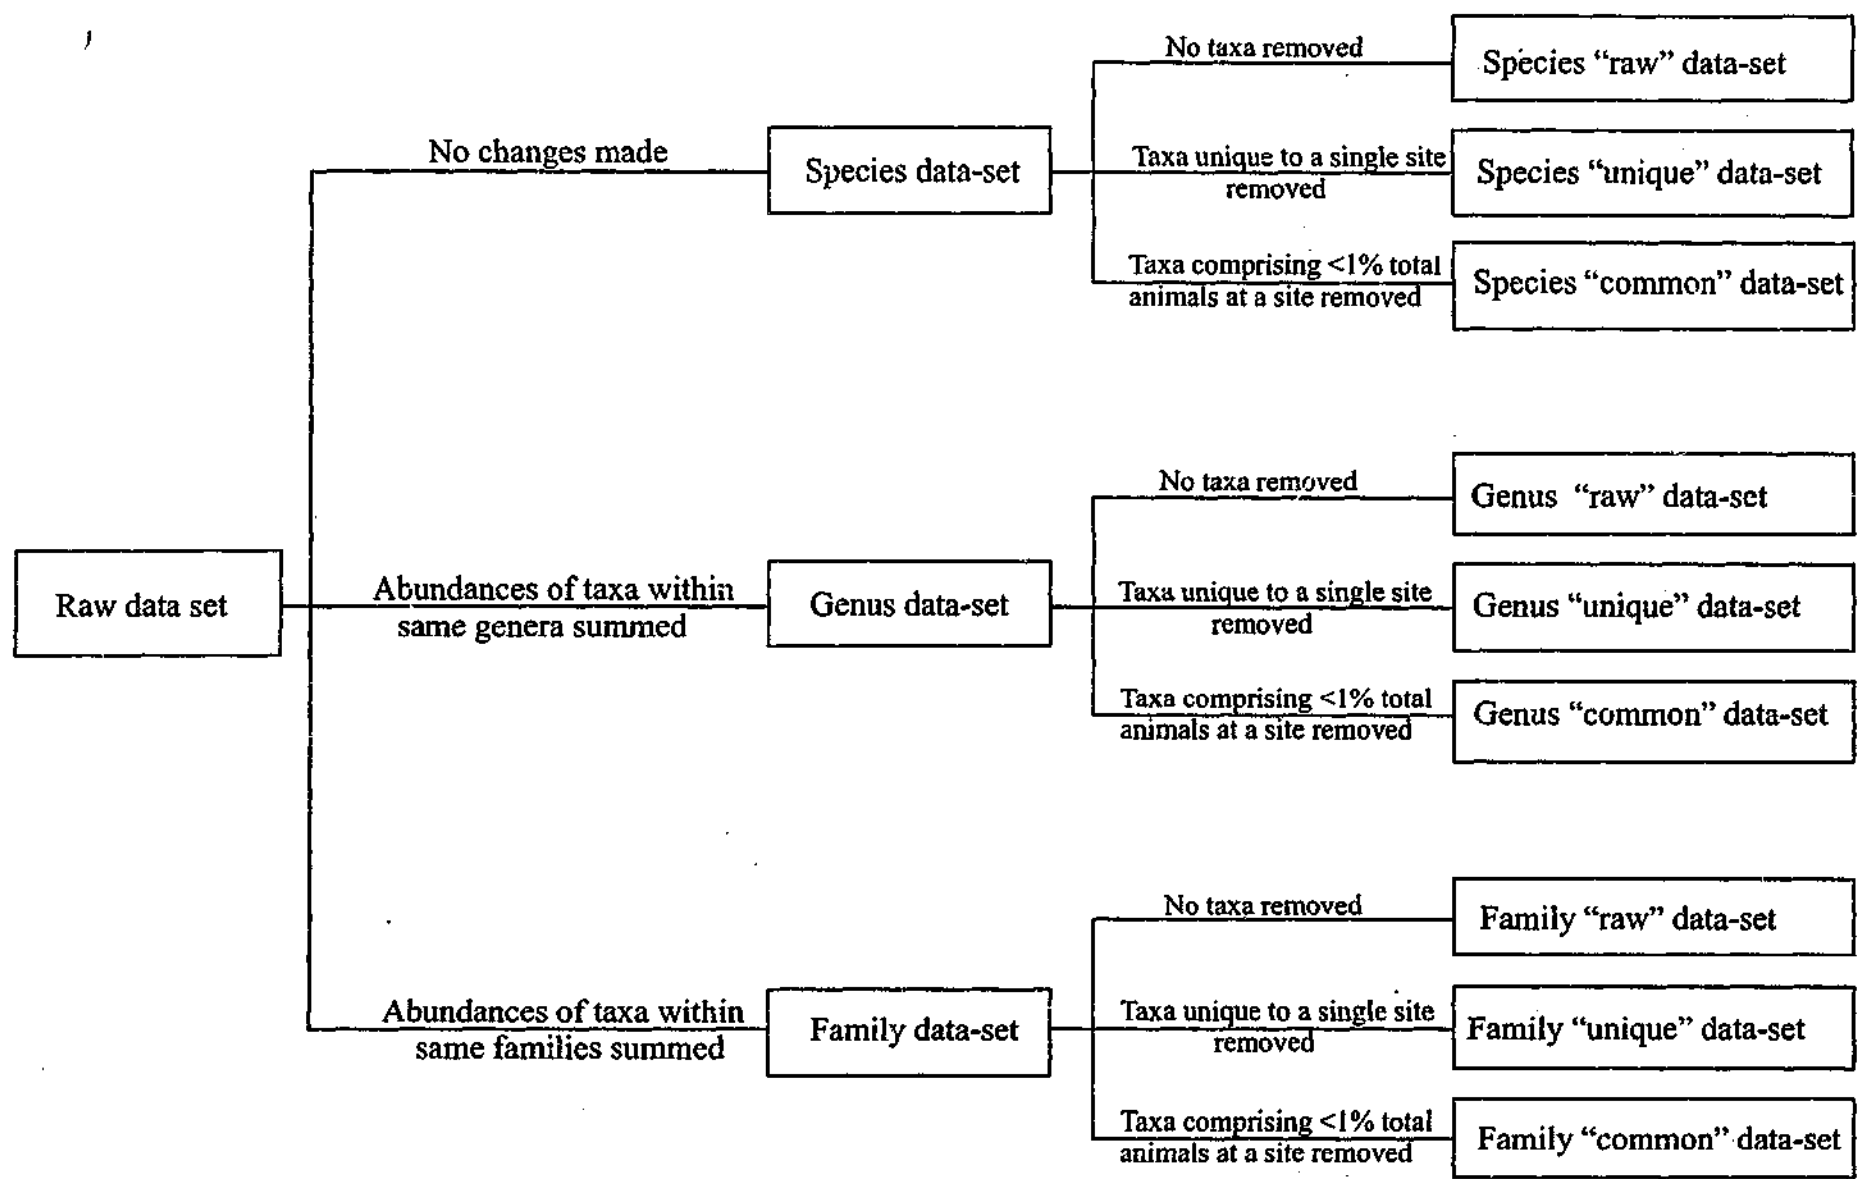 No taxa removed
Species “raw” data-set
No changes made
Species data-set
Taxa unique to a single site
removed
Species “unique” data-set
Taxa comprising <1% total
animals at a site removed
Species “common” data-set
No taxa removed
Genus “raw” data-set
Raw data set
Abundances of taxa within
same genera summed
Genus data-set
Taxa unique to a single site
removed
Genus “unique” data-set
Taxa comprising <1% total
animals at a site removed
Genus “common” data-set
No taxa removed
Family “raw” data-set
Abundances of taxa within
same families summed
Family data-set
Taxa unique to a single site
removed
Family “unique” data-set
Taxa comprising <1% total
animals at a site removed
Family “common” data-set